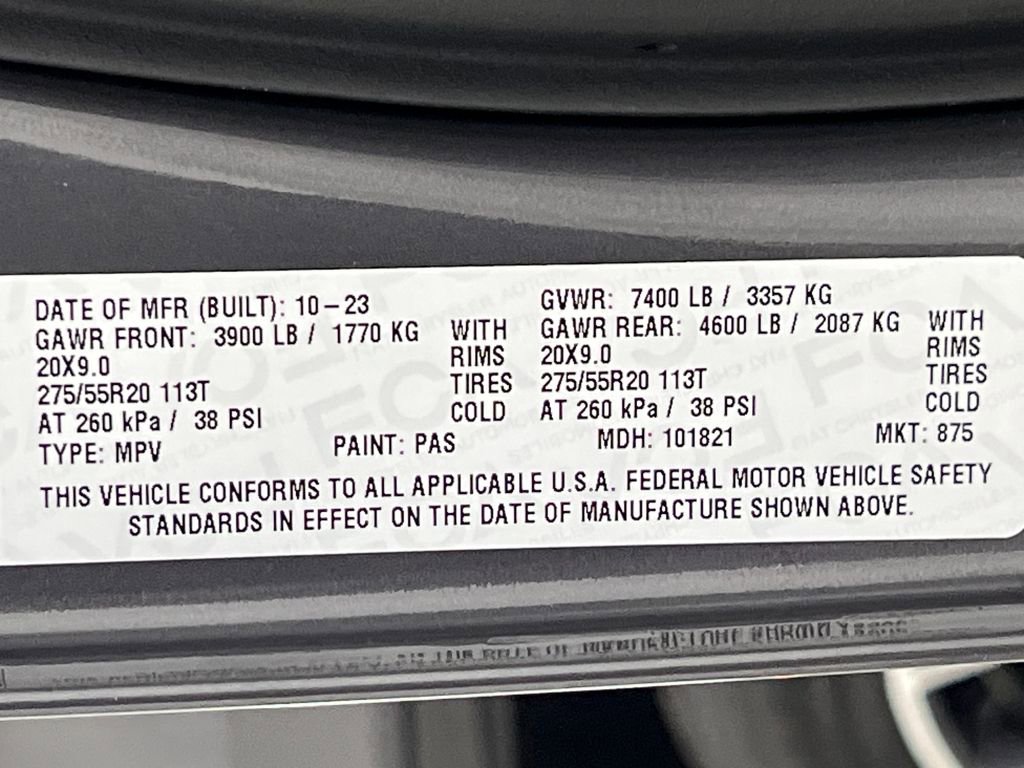 DATE OF MFR (BUILT): 10-23 GVWR: 7400 LB / 3357 KG
GAWR FRONT: 3900 LB / 1770 KG WITH GAWR REAR: 4600 LB / 2087 KG WITH
20X9.0 RIMS 20X9.0 RIMS
275/55R20 113T TIRES 275/55R20 113T TIRES
AT 260 kPa / 38 PSI COLD AT 260 kPa / 38 PSI COLD
TYPE: MPV PAINT: PAS MDH: 101821 MKT: 875
THIS VEHICLE CONFORMS TO ALL APPLICABLE U.S.A. FEDERAL MOTOR VEHICLE SAFETY
STANDARDS IN EFFECT ON THE DATE OF MANUFACTURE SHOWN ABOVE.